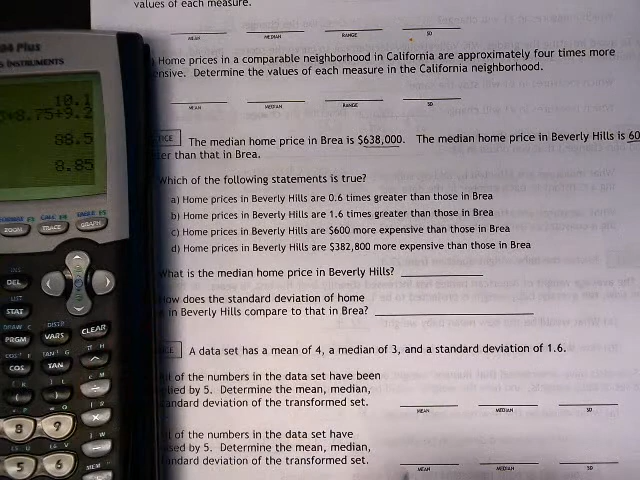 values of each measure.
MEAN MEDIAN RANGE SD
Home prices in a comparable neighborhood in California are approximately four times more
ensive. Determine the values of each measure in the California neighborhood.
MEAN MEDIAN RANGE SD
TICE The median home price in Brea is $638,000. The median home price in Beverly Hills is 60
ter than that in Brea.
Which of the following statements is true?
a) Home prices in Beverly Hills are 0.6 times greater than those in Brea
b) Home prices in Beverly Hills are 1.6 times greater than those in Brea
c) Home prices in Beverly Hills are $600 more expensive than those in Brea
d) Home prices in Beverly Hills are $382,800 more expensive than those in Brea
What is the median home price in Beverly Hills?
How does the standard deviation of home
in Beverly Hills compare to that in Brea?
ICE A data set has a mean of 4, a median of 3, and a standard deviation of 1.6.
of the numbers in the data set have been
lied by 5. Determine the mean, median,
andard deviation of the transformed set.
MEAN MEDIAN SD
of the numbers in the data set have
sed by 5. Determine the mean, median,
andard deviation of the transformed set.
MEAN MEDIAN SD
84 Plus
INSTRUMENTS
10.1
5+8.75+9.2
88.5
8.85
ZOOM TRACE GRAPH
DEL
STAT
PRGM VARS CLEAR
COS TAN
8 9
5 6